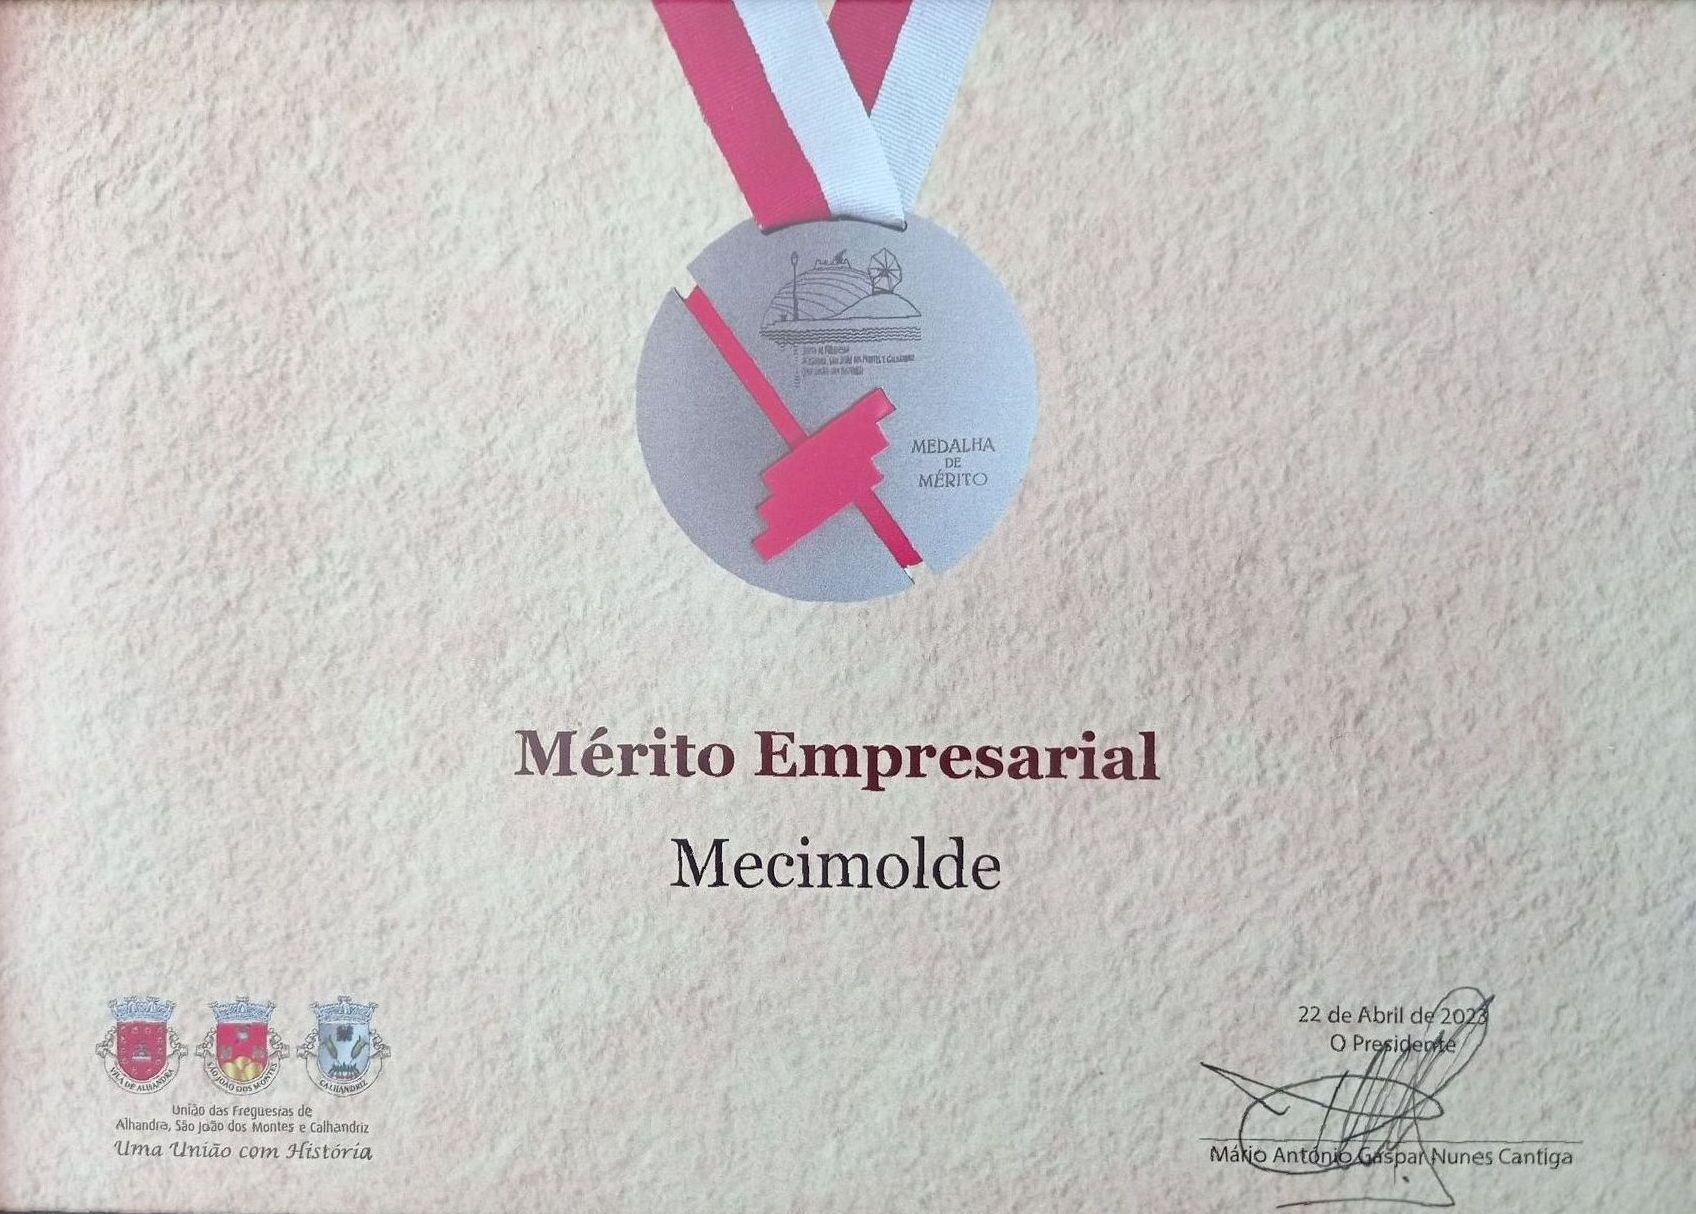 MEDALHA
DE
MÉRITO
Mérito Empresarial
Mecimolde
VILA DE ALHANDRA
SÃO JOÃO DOS MONTES
CALHANDRIZ
União das Freguesias de
Alhandra, São João dos Montes e Calhandriz
Uma União com História
22 de Abril de 2023
O Presidente
Mário António Gaspar Nunes Cantiga